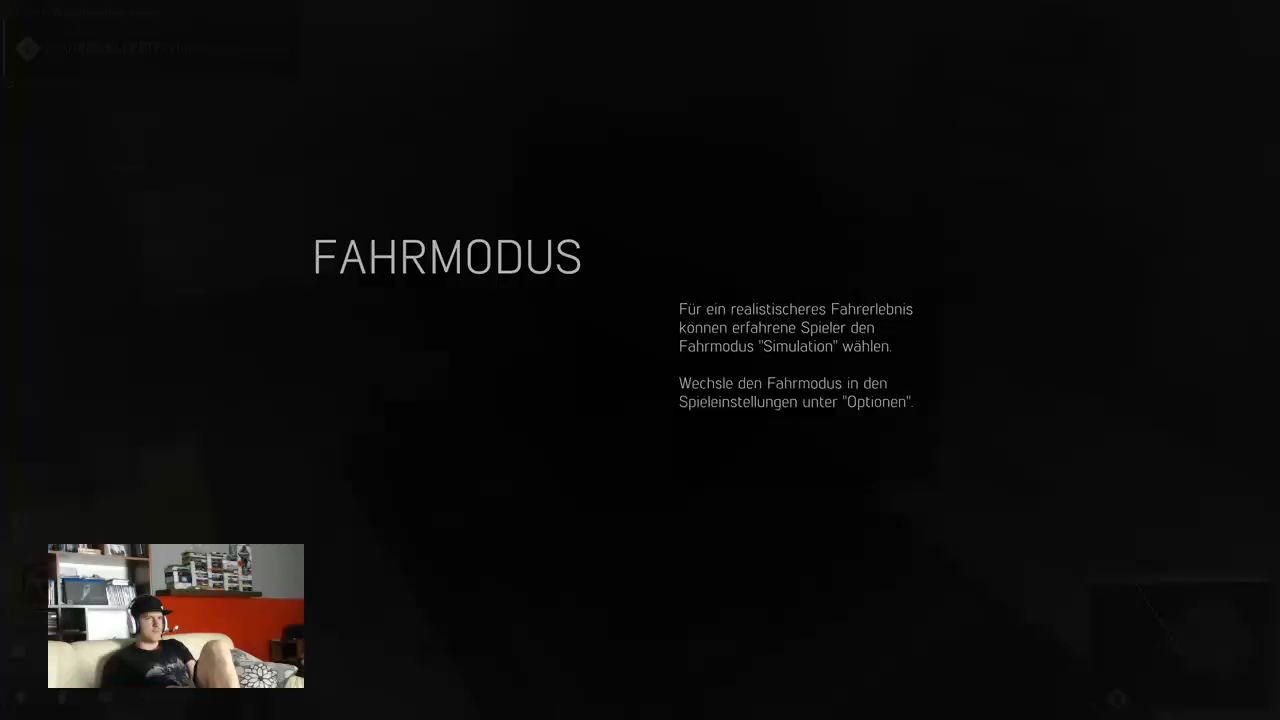 FAHRMODUS
Für ein realistischeres Fahrerlebnis
können erfahrene Spieler den
Fahrmodus "Simulation" wählen.
Wechsle den Fahrmodus in den
Spieleinstellungen unter "Optionen".